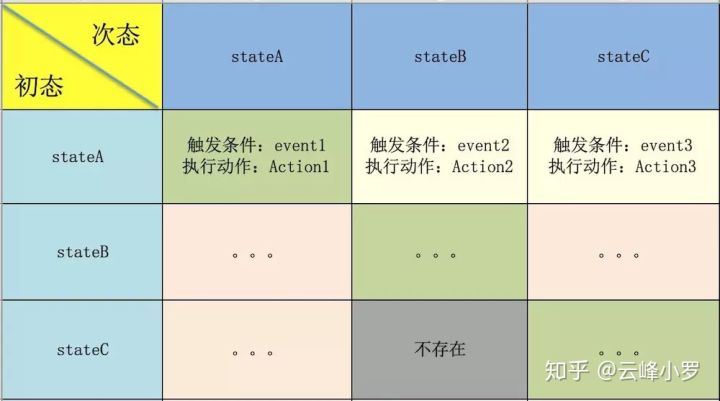 次态
初态
stateA
stateB
stateC
stateA
触发条件：event1
执行动作：Action1
触发条件：event2
执行动作：Action2
触发条件：event3
执行动作：Action3
stateB
。。。
。。。
。。。
stateC
。。。
不存在
。。。
知乎 @云峰小罗